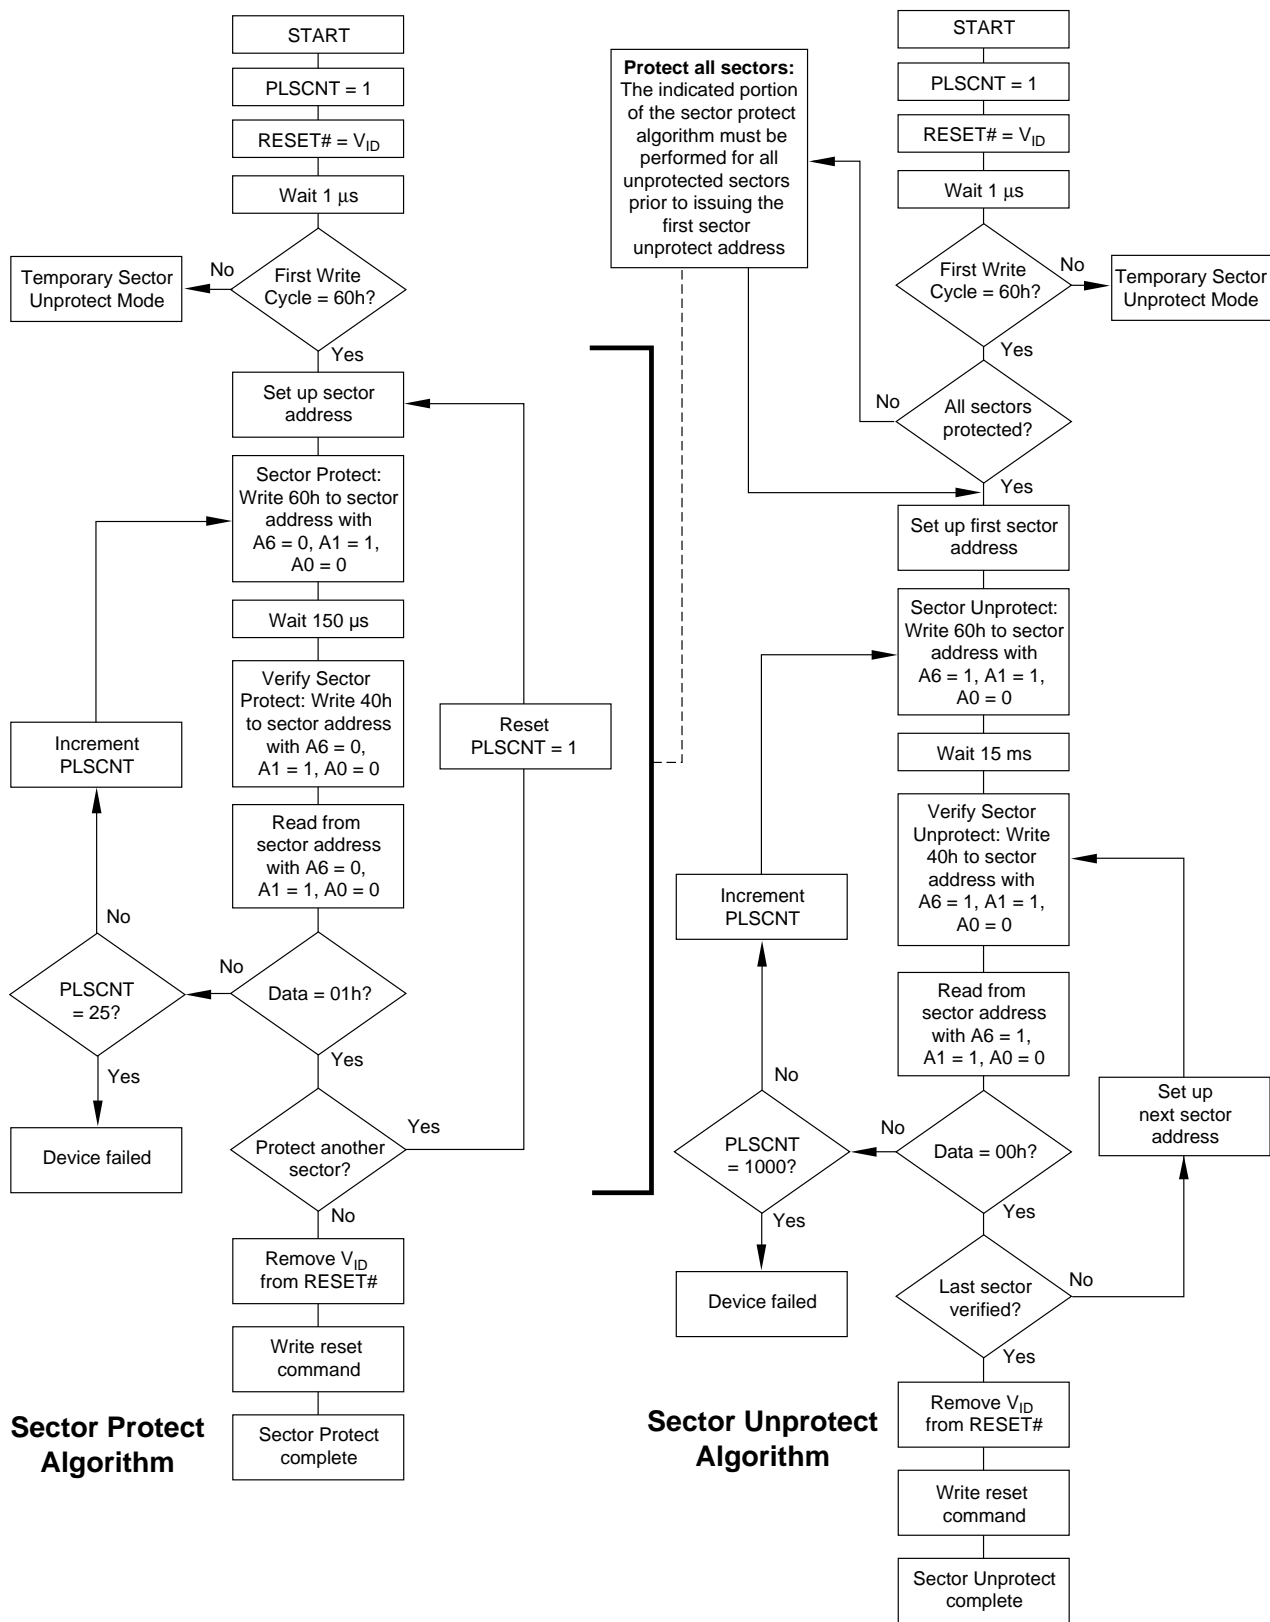 START
PLSCNT = 1
RESET# = VID
Wait 1 μs
First Write
Cycle = 60h?
No
Temporary Sector
Unprotect Mode
Yes
Set up sector
address
Sector Protect:
Write 60h to sector
address with
A6 = 0, A1 = 1,
A0 = 0
Wait 150 µs
Verify Sector
Protect: Write 40h
to sector address
with A6 = 0,
A1 = 1, A0 = 0
Reset
PLSCNT = 1
Increment
PLSCNT
Read from
sector address
with A6 = 0,
A1 = 1, A0 = 0
No
PLSCNT
= 25?
No
Data = 01h?
Yes
Yes
Device failed
Protect another
sector?
Yes
No
Remove VID
from RESET#
Write reset
command
Sector Protect
complete
Sector Protect
Algorithm
Protect all sectors:
The indicated portion
of the sector protect
algorithm must be
performed for all
unprotected sectors
prior to issuing the
first sector
unprotect address
START
PLSCNT = 1
RESET# = VID
Wait 1 μs
First Write
Cycle = 60h?
No
Temporary Sector
Unprotect Mode
Yes
No
All sectors
protected?
Yes
Set up first sector
address
Sector Unprotect:
Write 60h to sector
address with
A6 = 1, A1 = 1,
A0 = 0
Wait 15 ms
Verify Sector
Unprotect: Write
40h to sector
address with
A6 = 1, A1 = 1,
A0 = 0
Increment
PLSCNT
Read from
sector address
with A6 = 1,
A1 = 1, A0 = 0
No
PLSCNT
= 1000?
No
Data = 00h?
Set up
next sector
address
Yes
Yes
Device failed
Last sector
verified?
No
Yes
Remove VID
from RESET#
Write reset
command
Sector Unprotect
complete
Sector Unprotect
Algorithm